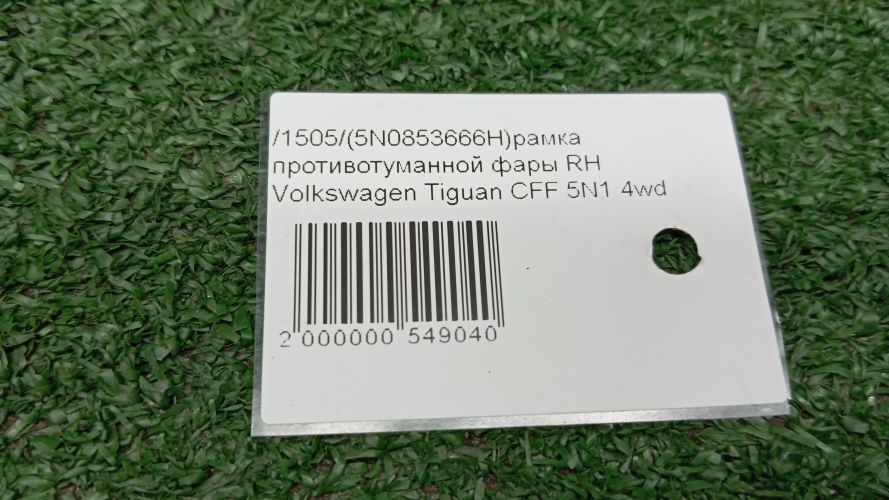 /1505/(5N0853666H)рамка
противотуманной фары RH
Volkswagen Tiguan CFF 5N1 4wd
2 000000 549040